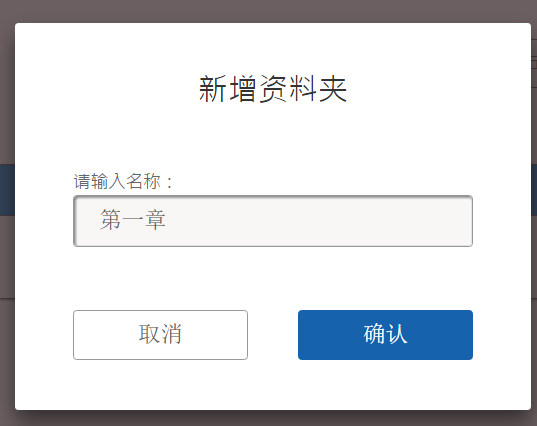 新增资料夹
请输入名称：
第一章
取消
确认